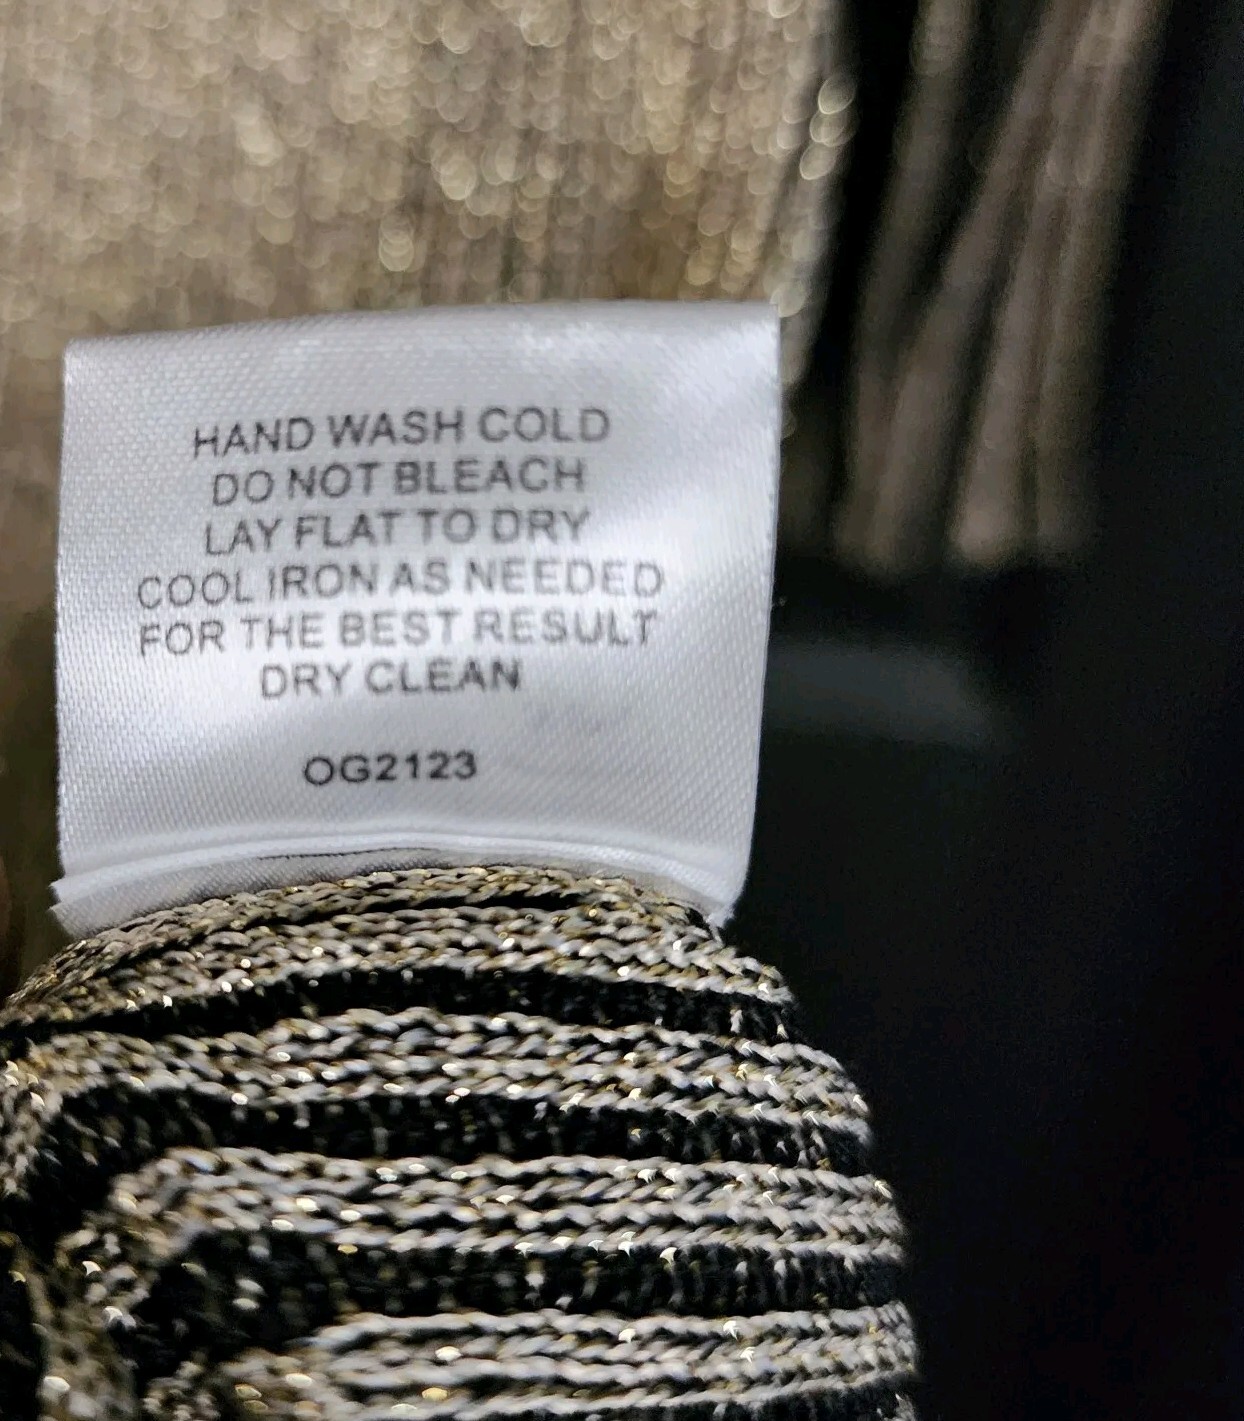 HAND WASH COLD
DO NOT BLEACH
LAY FLAT TO DRY
COOL IRON AS NEEDED
FOR THE BEST RESULT
DRY CLEAN
OG2123